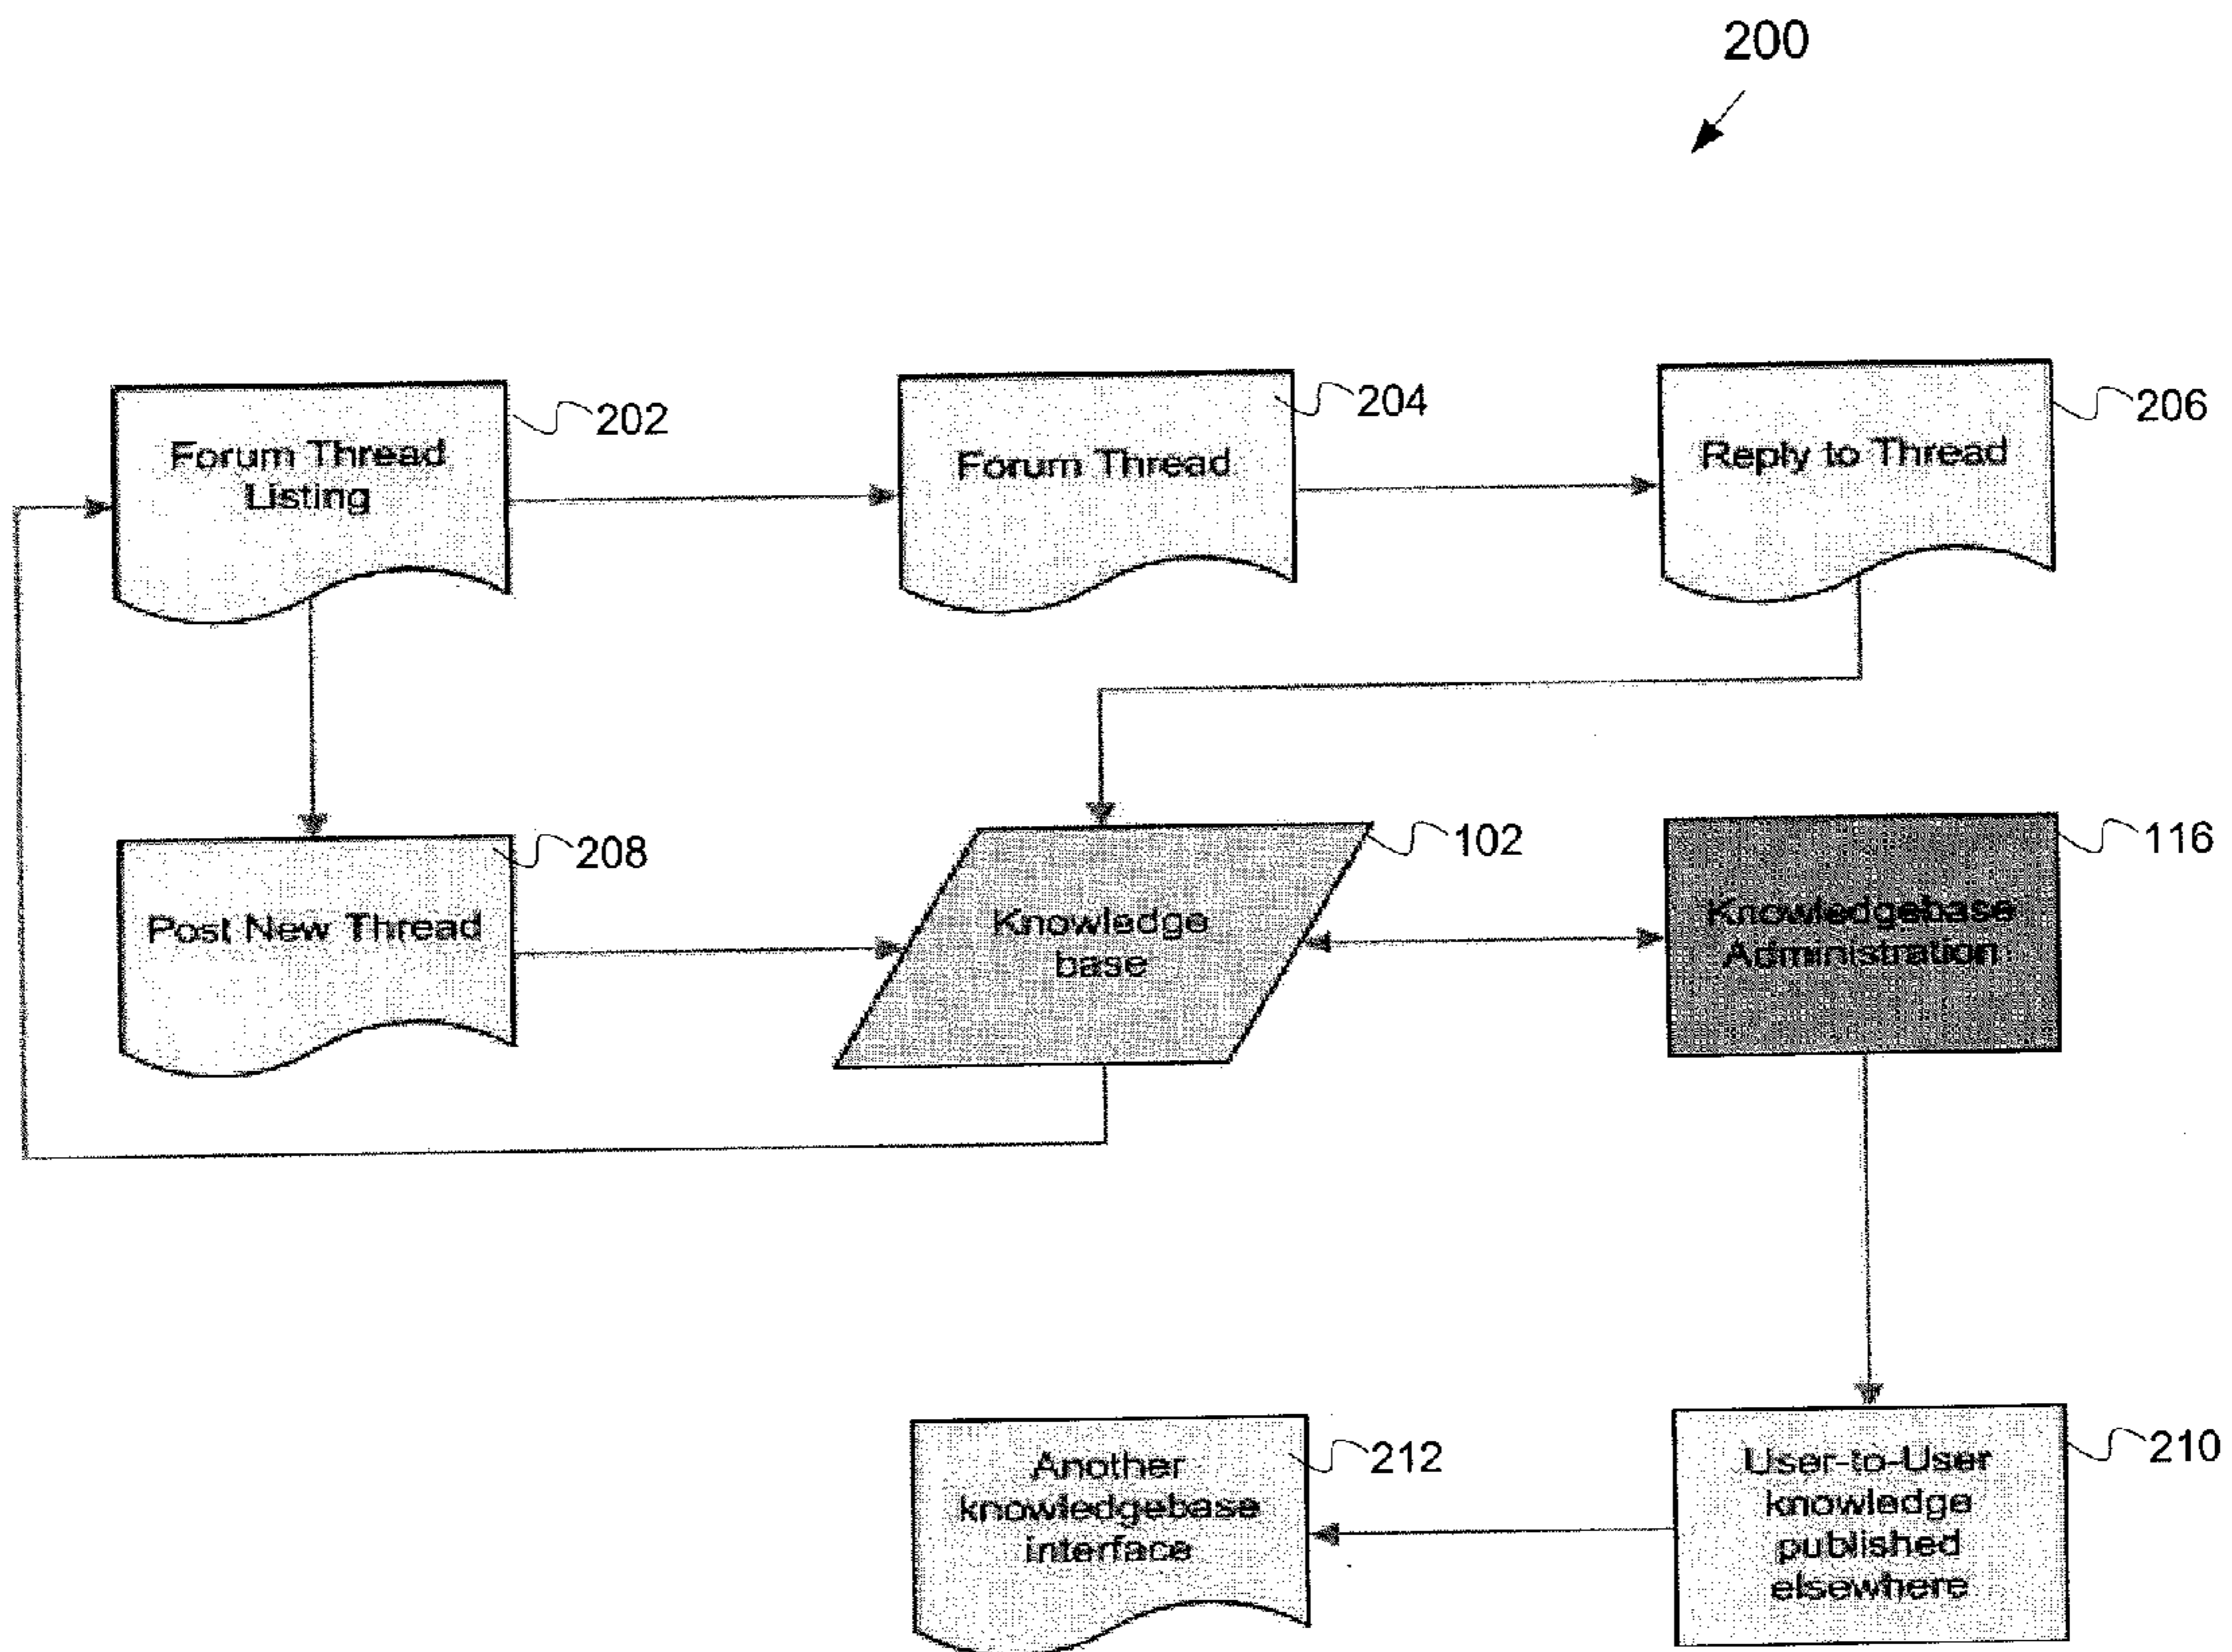 200
Forum Thread
Listing
202
Forum Thread
204
Reply to Thread
206
Post New Thread
208
Knowledge
base
102
Knowledgebase
Administration
116
Another
knowledgebase
interface
212
User-to-User
knowledge
published
elsewhere
210